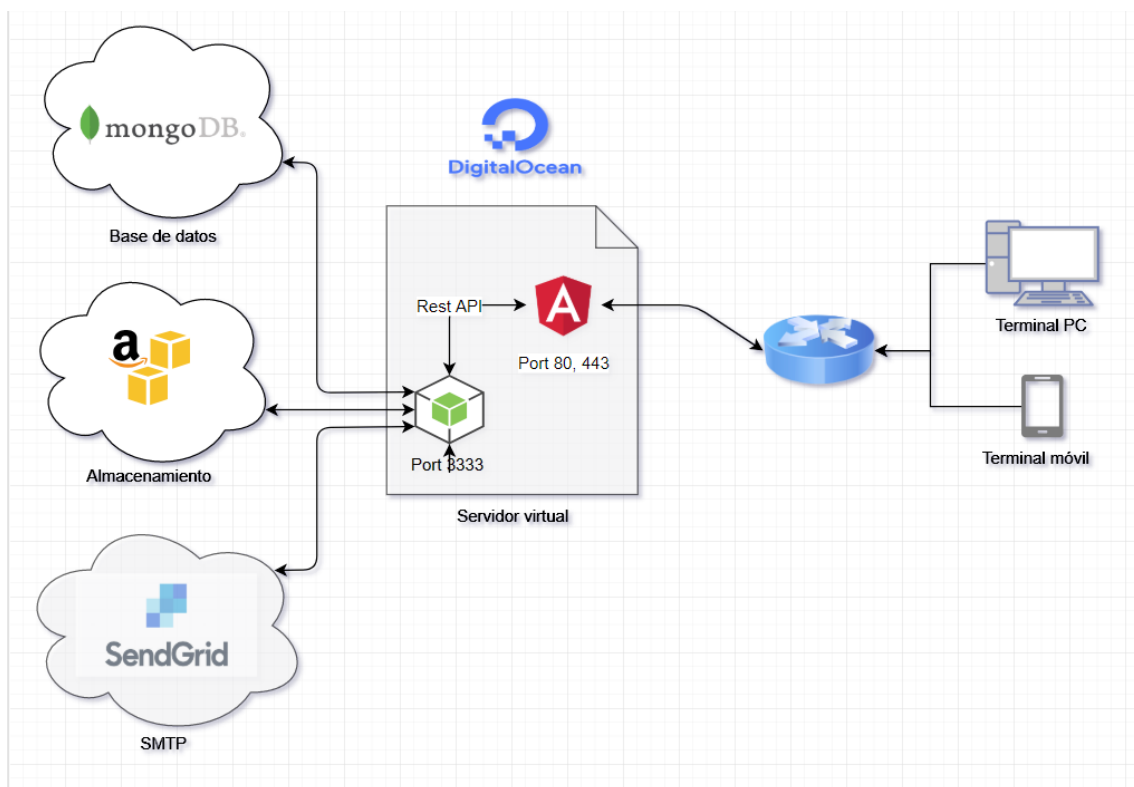 mongoDB.
Base de datos
DigitalOcean
Rest API
Port 80, 443
Port 3333
Servidor virtual
a
Almacenamiento
SendGrid
SMTP
Terminal PC
Terminal móvil